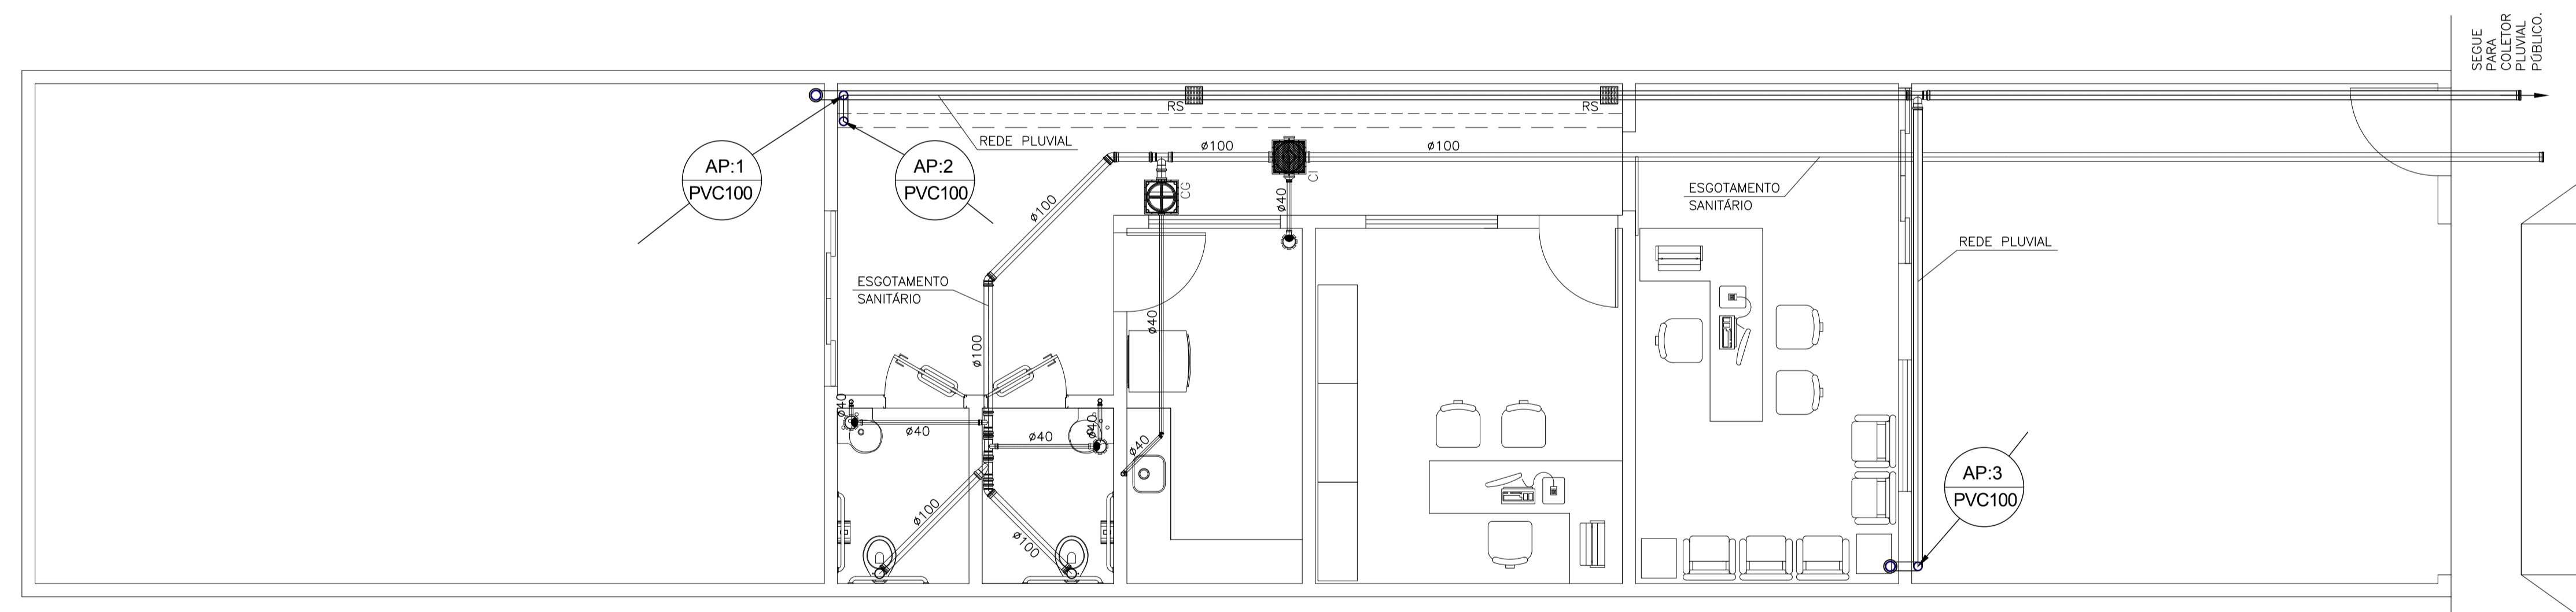 SEGUE
PARA
COLETOR
PLUVIAL
PÚBLICO.
RS
RS
REDE PLUVIAL
AP:1
PVC100
AP:2
PVC100
ø100
ø100
CI
CG
ø40
ø100
ESGOTAMENTO
SANITÁRIO
ESGOTAMENTO
SANITÁRIO
REDE PLUVIAL
ø40
ø100
ø40
ø40
ø40
ø40
ø40
ø100
ø100
AP:3
PVC100